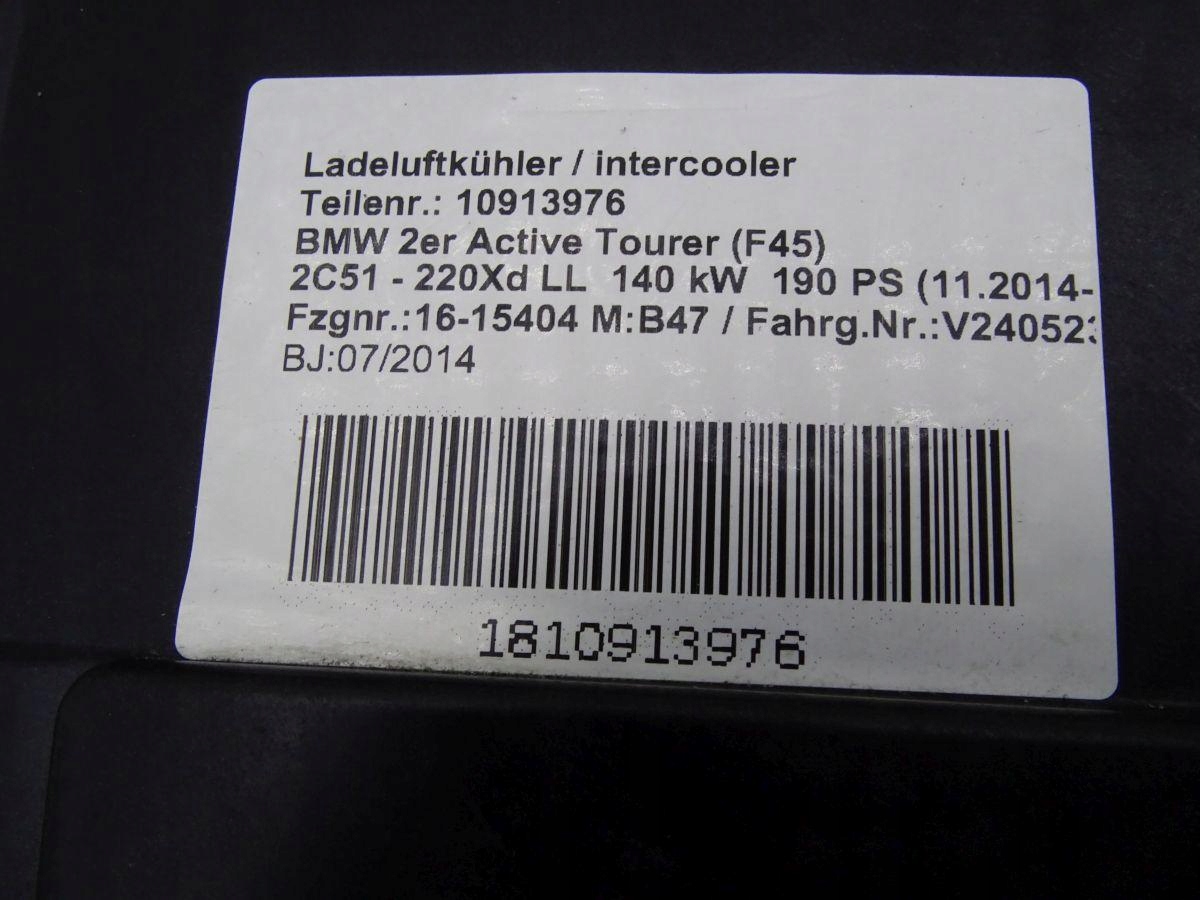 Ladeluftkühler / intercooler
Teilenr.: 10913976
BMW 2er Active Tourer (F45)
2C51 - 220Xd LL 140 kW 190 PS (11.2014-
Fzgnr.:16-15404 M:B47 / Fahrg.Nr.:V24052
BJ:07/2014
1810913976